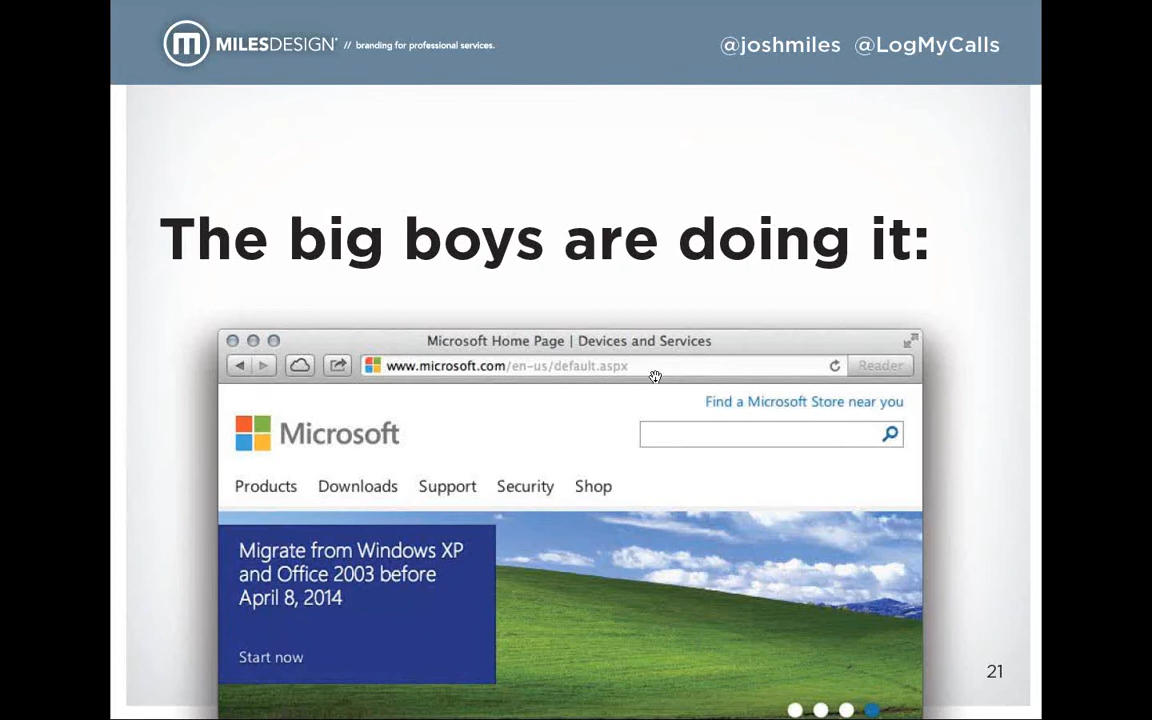 MILESDESIGN® // branding for professional services.
@joshmiles @LogMyCalls
The big boys are doing it:
Microsoft Home Page | Devices and Services
www.microsoft.com/en-us/default.aspx
Reader
Find a Microsoft Store near you
Microsoft
Products Downloads Support Security Shop
Migrate from Windows XP
and Office 2003 before
April 8, 2014
Start now
21